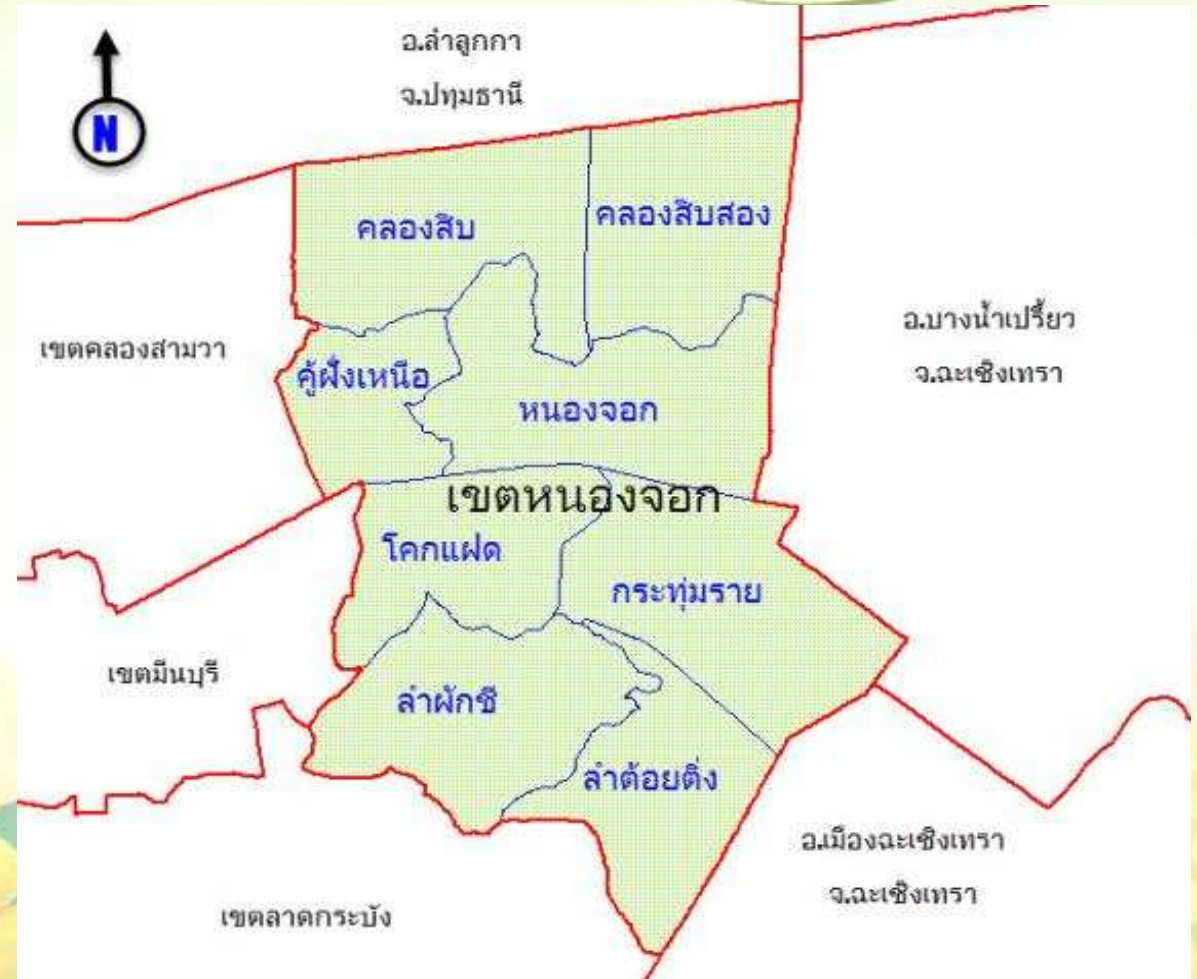 อ.ลำลูกกา
จ.ปทุมธานี
N
คลองสิบ
คลองสิบสอง
อ.บางน้ำเปรี้ยว
จ.ฉะเชิงเทรา
เขตคลองสามวา
คู้ฝั่งเหนือ
หนองจอก
เขตหนองจอก
โคกแฝด
กระทุ่มราย
เขตมีนบุรี
ลำผักชี
ลำต้อยติ่ง
อ.เมืองฉะเชิงเทรา
จ.ฉะเชิงเทรา
เขตลาดกระบัง